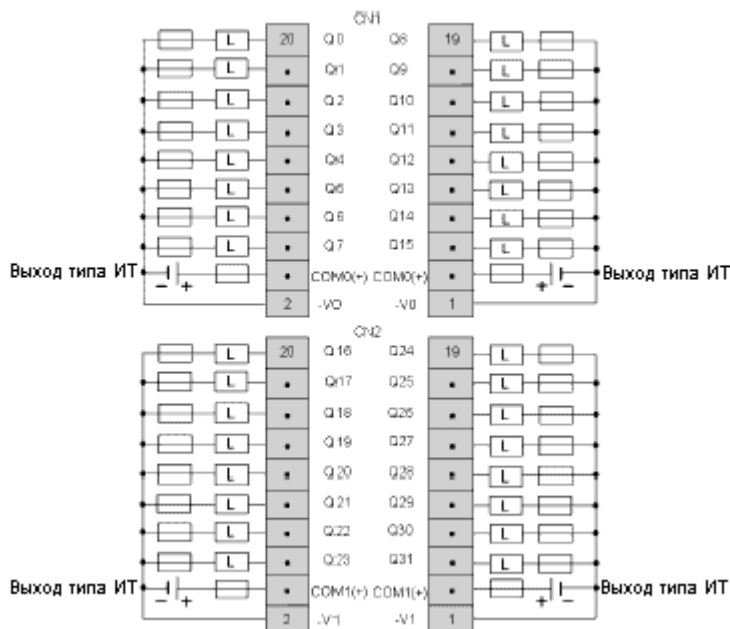 CN1
20 Q0 Q8 19
L Q1 Q9 L
L Q2 Q10 L
L Q3 Q11 L
L Q4 Q12 L
L Q5 Q13 L
L Q6 Q14 L
L Q7 Q15 L
Выход типа ИТ - + COM0(+) COM0(+) + - Выход типа ИТ
2 -V0 -V0 1
CN2
L 20 Q16 Q24 19 L
L Q17 Q25 L
L Q18 Q26 L
L Q19 Q27 L
L Q20 Q28 L
L Q21 Q29 L
L Q22 Q30 L
L Q23 Q31 L
Выход типа ИТ - + COM1(+) COM1(+) + - Выход типа ИТ
2 -V1 -V1 1